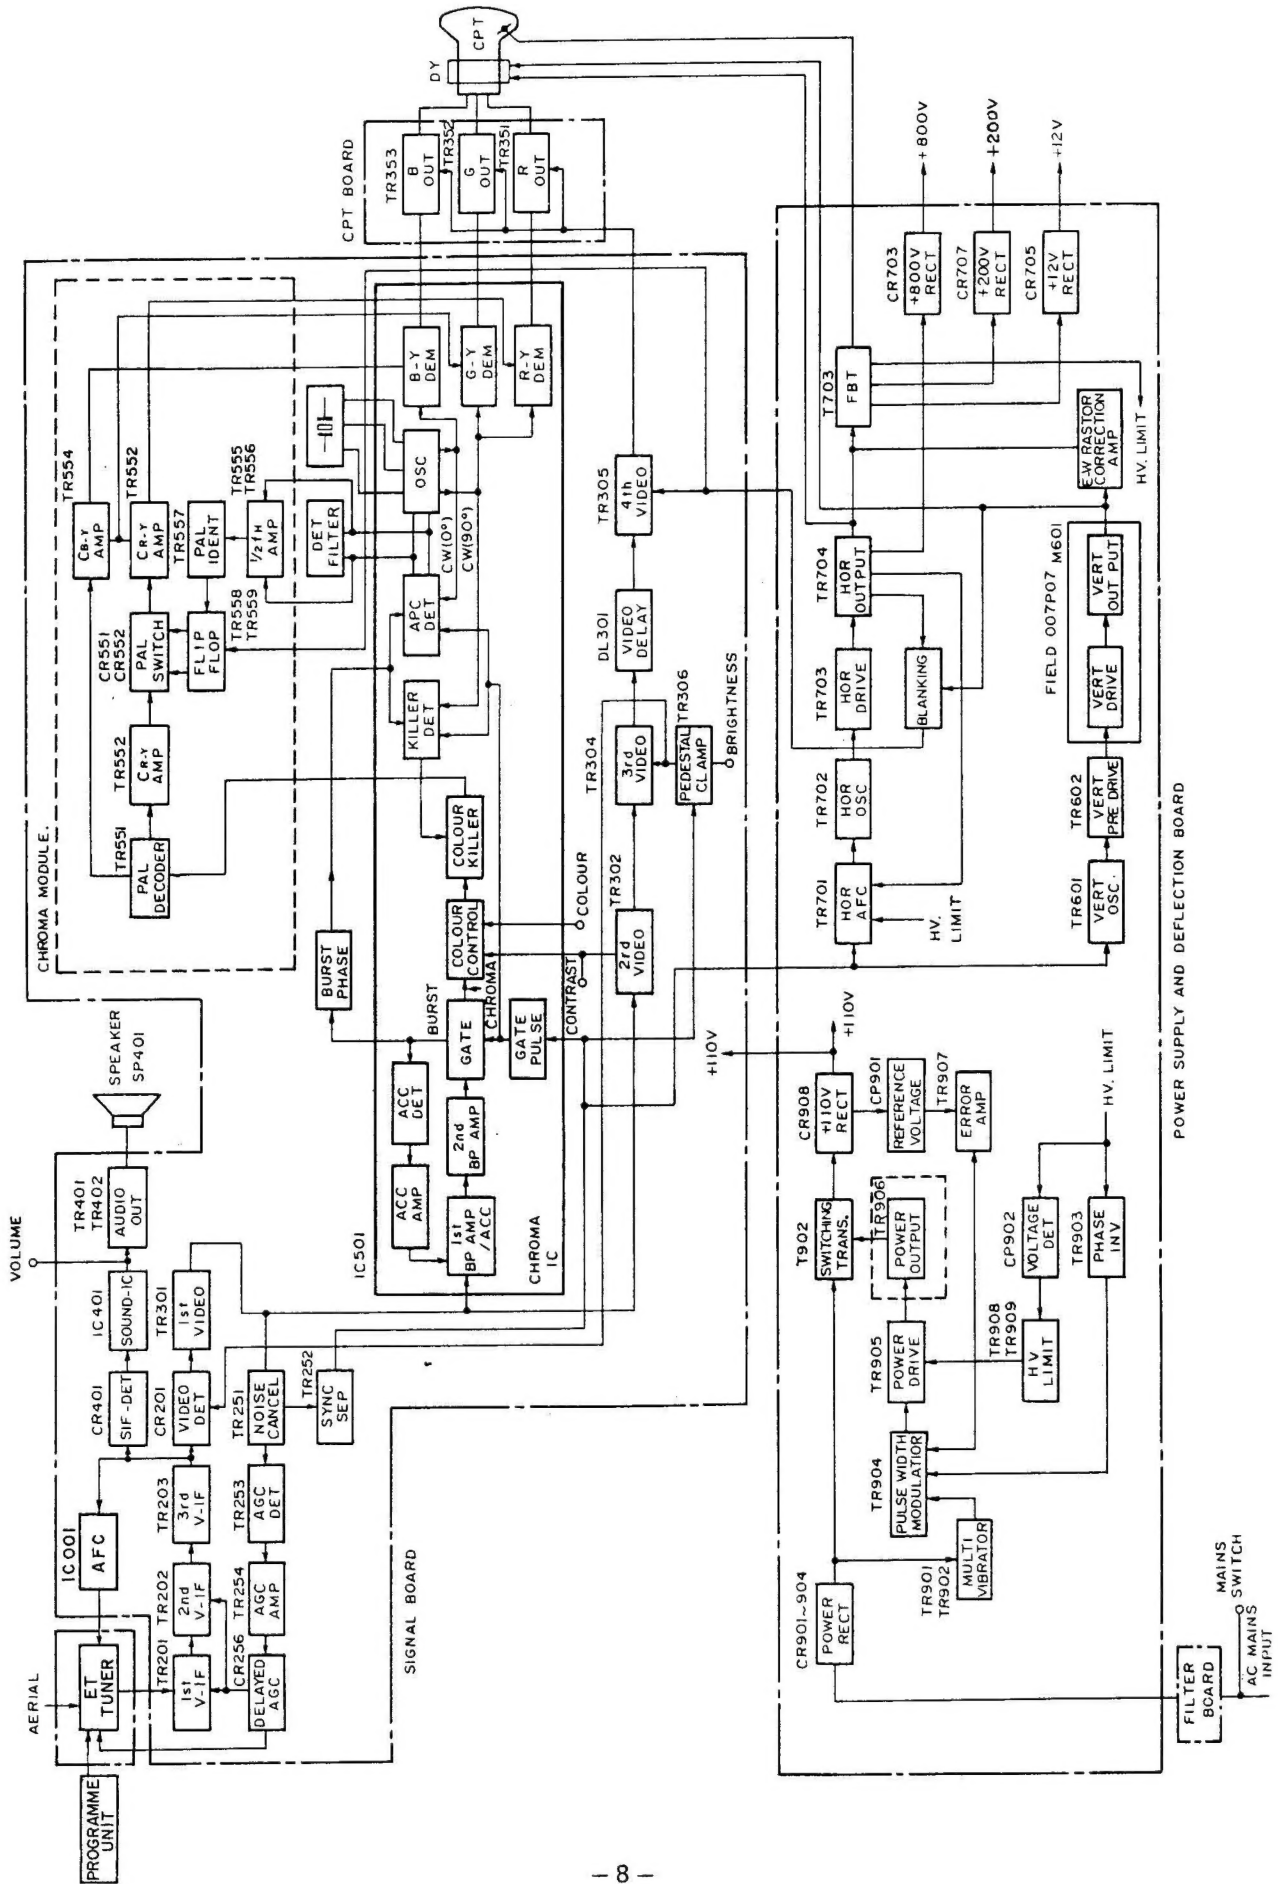 CPT
DY
CPT BOARD
TR353
B
OUT
TR352
G
OUT
TR351
R
OUT
CHROMA MODULE.
TR554
CB-Y
AMP
TR552
CR-Y
AMP
TR557
PAL
IDENT
TR555
TR556
1/2 fH
AMP
CR551
CR552
PAL
SWITCH
FLIP
FLOP
TR558
TR559
TR552
CR-Y
AMP
TR551
PAL
DECODER
DET
FILTER
OSC
CW(0°)
CW(90°)
B-Y
DEM
G-Y
DEM
R-Y
DEM
APC
DET
KILLER
DET
COLOUR
KILLER
COLOUR
CONTROL
BURST
PHASE
BURST
CHROMA
GATE
GATE
PULSE
CONTRAST
COLOUR
ACC
DET
ACC
AMP
2nd
BP AMP
1st
BP AMP
/ACC
IC501
CHROMA
IC
TR302
2nd
VIDEO
TR304
3rd
VIDEO
PEDESTAL
CLAMP
TR306
BRIGHTNESS
DL301
VIDEO
DELAY
TR305
4th
VIDEO
SPEAKER
SP401
TR401
TR402
AUDIO
OUT
VOLUME
IC401
SOUND-IC
CR401
SIF-DET
TR301
1st
VIDEO
CR201
VIDEO
DET
TR251
NOISE
CANCEL
TR252
SYNC
SEP
IC001
AFC
TR203
3rd
V-IF
TR202
2nd
V-IF
TR201
1st
V-IF
TR253
AGC
DET
TR254
AGC
AMP
CR256
DELAYED
AGC
AERIAL
ET
TUNER
PROGRAMME
UNIT
SIGNAL BOARD
CR703
+800V
RECT
+800V
CR707
+200V
RECT
+200V
CR705
+12V
RECT
+12V
T703
FBT
E-W RASTOR
CORRECTION
AMP
HV. LIMIT
TR704
HOR
OUTPUT
TR703
HOR
DRIVE
BLANKING
TR702
HOR
OSC
TR701
HOR
AFC
HV.
LIMIT
FIELD 007P07
M601
VERT
OUT PUT
VERT
DRIVE
TR602
VERT
PRE DRIVE
TR601
VERT
OSC.
+110V
+110V
CR908
+110V
RECT
CP901
REFERENCE
VOLTAGE
TR907
ERROR
AMP
T902
SWITCHING
TRANS.
TR906
POWER
OUTPUT
TR905
POWER
DRIVE
TR904
PULSE WIDTH
MODULATIOR
TR901
TR902
MULTI
VIBRATOR
HV. LIMIT
CP902
VOLTAGE
DET
TR903
PHASE
INV
TR908
TR909
HV
LIMIT
CR901~904
POWER
RECT
POWER SUPPLY AND DEFLECTION BOARD
FILTER
BOARD
MAINS
SWITCH
AC MAINS
INPUT
- 8 -